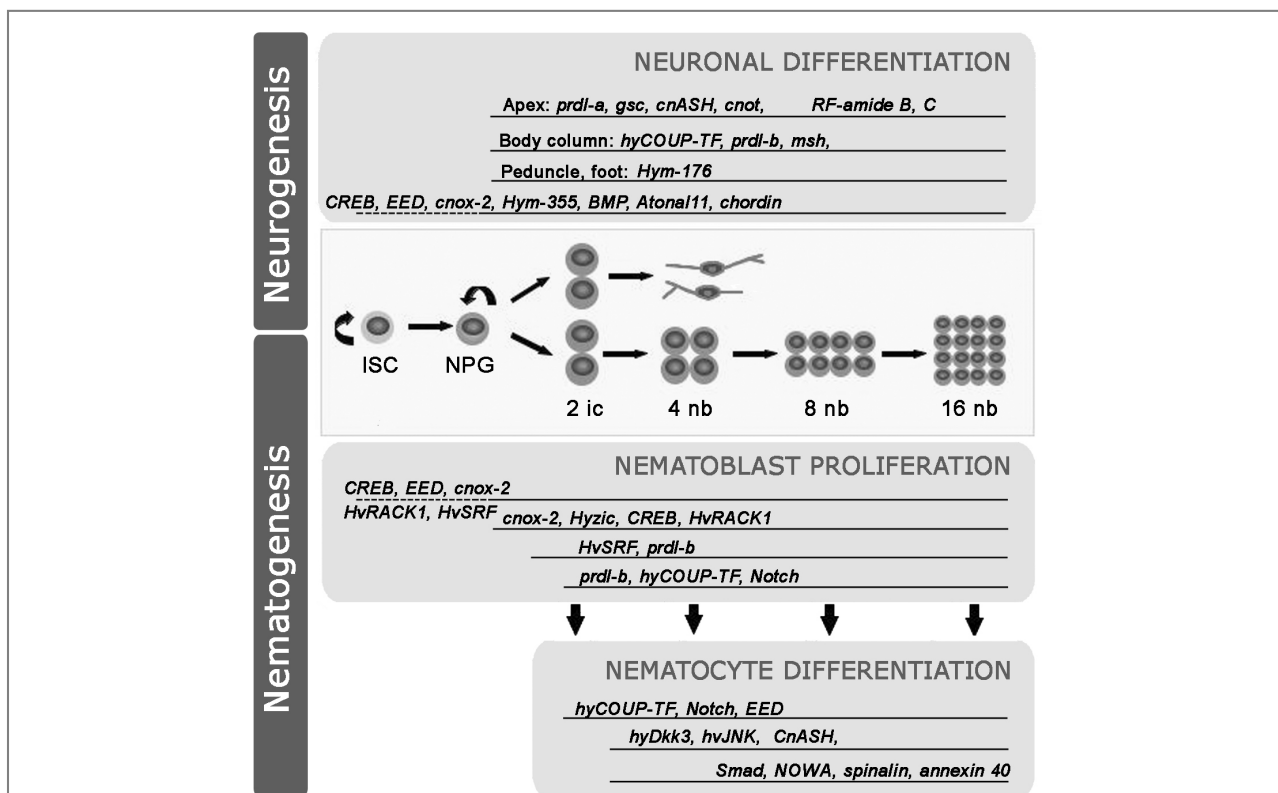 Neurogenesis
NEURONAL DIFFERENTIATION
Apex: prdl-a, gsc, cnASH, cnot, RF-amide B, C
Body column: hyCOUP-TF, prdl-b, msh,
Peduncle, foot: Hym-176
CREB, EED, cnox-2, Hym-355, BMP, Atonal11, chordin
ISC NPG
2 ic 4 nb 8 nb 16 nb
Nematogenesis
NEMATOBLAST PROLIFERATION
CREB, EED, cnox-2
HvRACK1, HvSRF cnox-2, Hyzic, CREB, HvRACK1
HvSRF, prdl-b
prdl-b, hyCOUP-TF, Notch
NEMATOCYTE DIFFERENTIATION
hyCOUP-TF, Notch, EED
hyDkk3, hvJNK, CnASH,
Smad, NOWA, spinalin, annexin 40